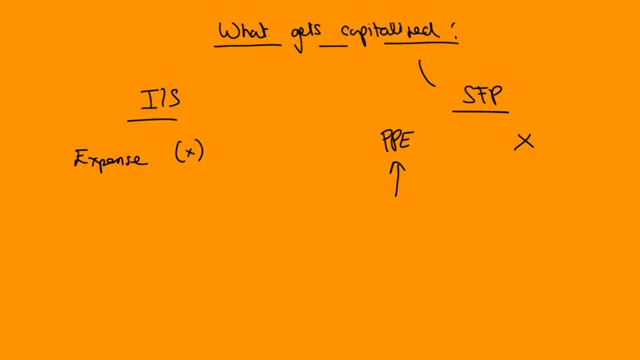 What gets capitalised?
I/S
SFP
Expense (x)
PPE X